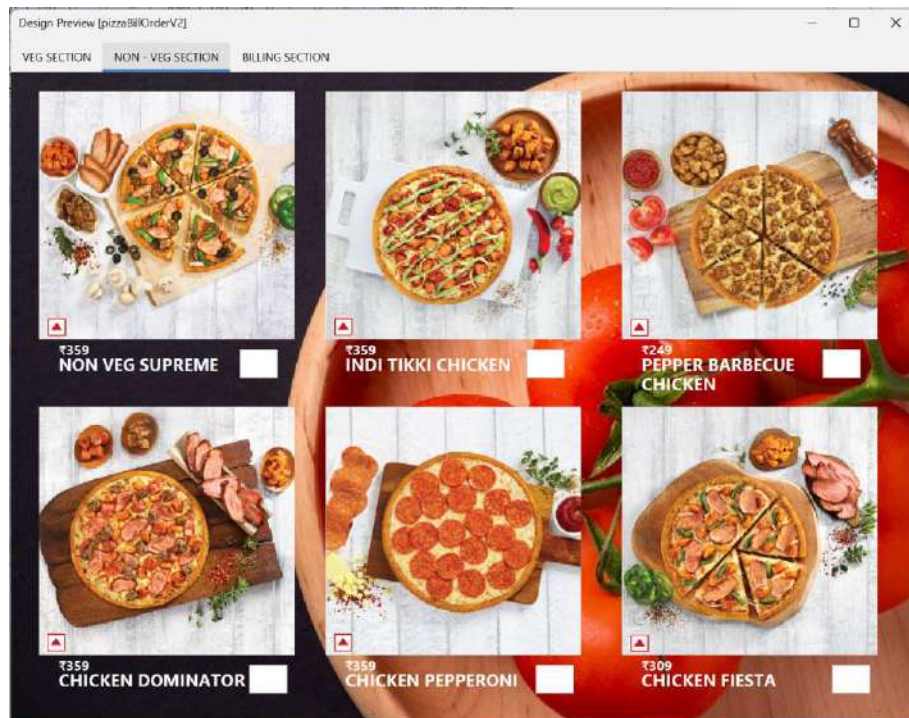 Design Preview [pizzaBillOrderV2]
VEG SECTION
NON - VEG SECTION
BILLING SECTION
₹359
NON VEG SUPREME
₹359
INDI TIKKI CHICKEN
₹249
PEPPER BARBECUE
CHICKEN
₹359
CHICKEN DOMINATOR
₹359
CHICKEN PEPPERONI
₹309
CHICKEN FIESTA